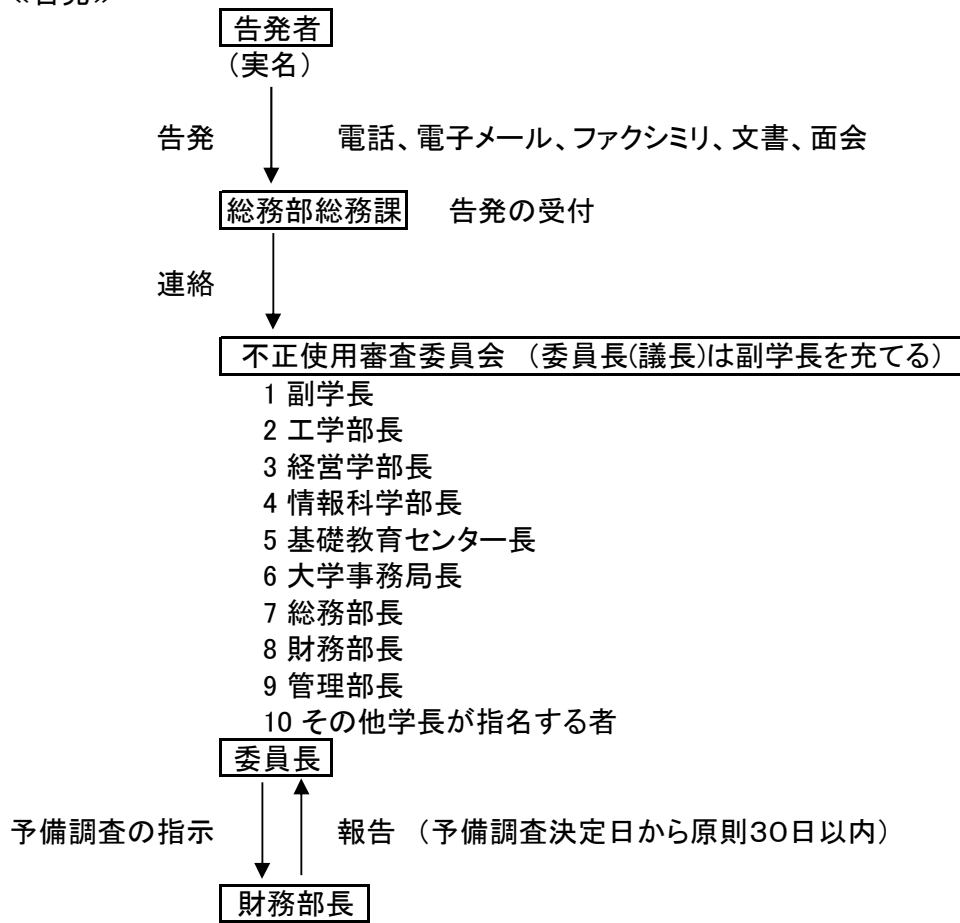 告発者
(実名)
告発　電話、電子メール、ファクシミリ、文書、面会
総務部総務課　告発の受付
連絡
不正使用審査委員会　（委員長(議長)は副学長を充てる）
1 副学長
2 工学部長
3 経営学部長
4 情報科学部長
5 基礎教育センター長
6 大学事務局長
7 総務部長
8 財務部長
9 管理部長
10 その他学長が指名する者
委員長
予備調査の指示　報告　（予備調査決定日から原則３０日以内）
財務部長